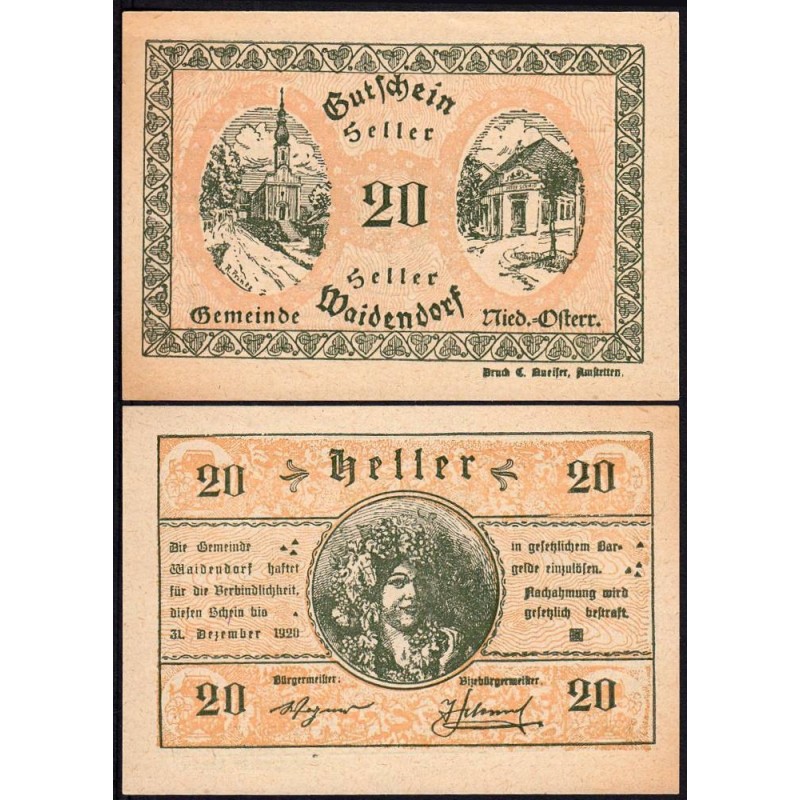 Gutschein
Heller
20
Heller
Gemeinde Waidendorf Nied.-Österr.
Druck C. Queiser, Amstetten.
20 Heller 20
Die Gemeinde
Waidendorf haftet
für die Verbindlichkeit,
diesen Schein bis
31. Dezember 1920
in gesetzlichem Bar-
gelde einzulösen.
Nachahmung wird
gesetzlich bestraft.
Bürgermeister: Vizebürgermeister
20 Wagner 20